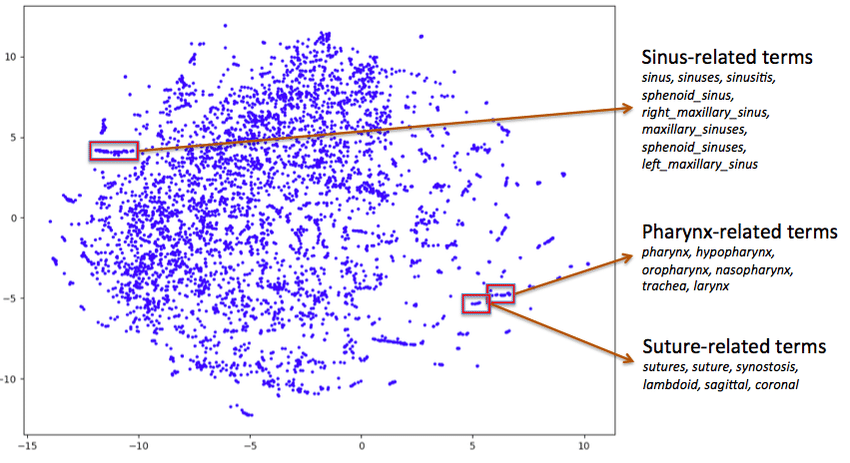 10
5
0
−5
−10
−15
−10
−5
0
5
10
Sinus-related terms
sinus, sinuses, sinusitis,
sphenoid_sinus,
right_maxillary_sinus,
maxillary_sinuses,
sphenoid_sinuses,
left_maxillary_sinus
Pharynx-related terms
pharynx, hypopharynx,
oropharynx, nasopharynx,
trachea, larynx
Suture-related terms
sutures, suture, synostosis,
lambdoid, sagittal, coronal